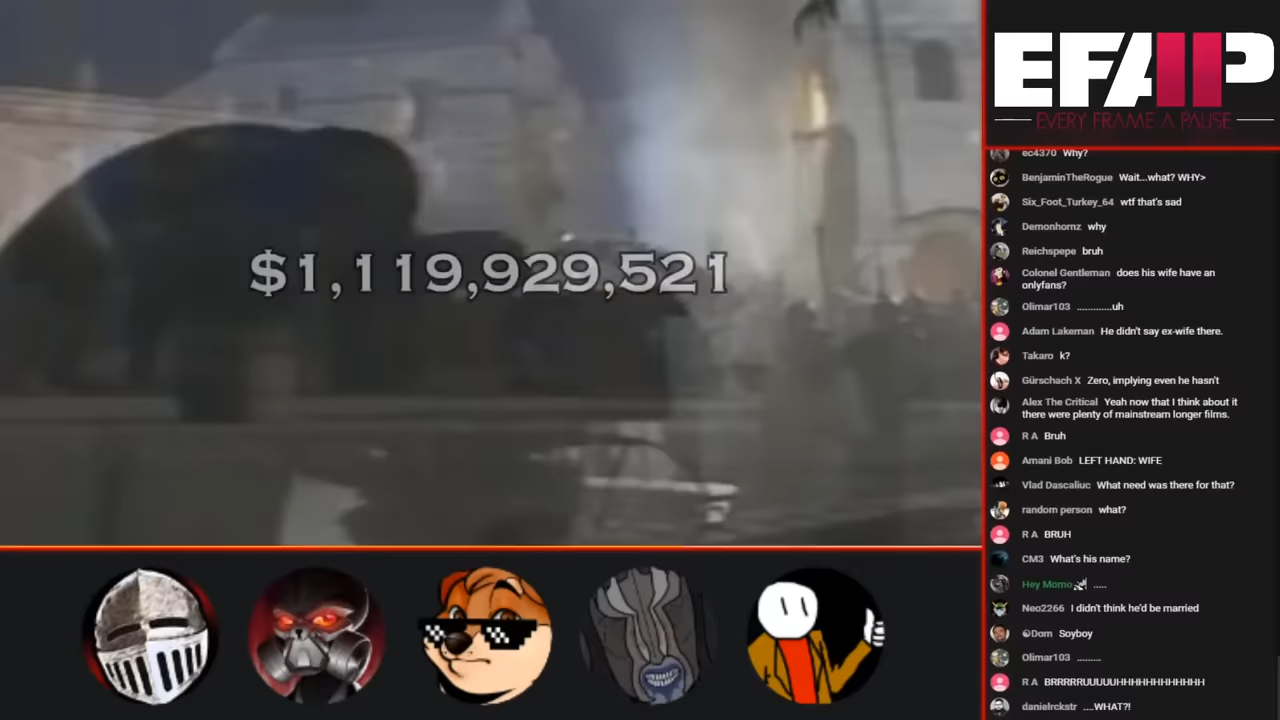 $1,119,929,521
EFAP
EVERY FRAME A PAUSE
ec4370 Why?
BenjaminTheRogue Wait...what? WHY>
Six_Foot_Turkey_64 wtf that's sad
Demonhornz why
Reichspepe bruh
Colonel Gentleman does his wife have an
onlyfans?
Olimar103 .............uh
Adam Lakeman He didn't say ex-wife there.
Takaro k?
Gürschach X Zero, implying even he hasn't
Alex The Critical Yeah now that I think about it
there were plenty of mainstream longer films.
R A Bruh
Amani Bob LEFT HAND: WIFE
Vlad Dascaliuc What need was there for that?
random person what?
R A BRUH
CM3 What's his name?
Hey Momo .....
Neo2266 I didn't think he'd be married
☯Dom Soyboy
Olimar103 .........
R A BRRRRRUUUUUHHHHHHHHHHHH
danielrckstr ....WHAT?!